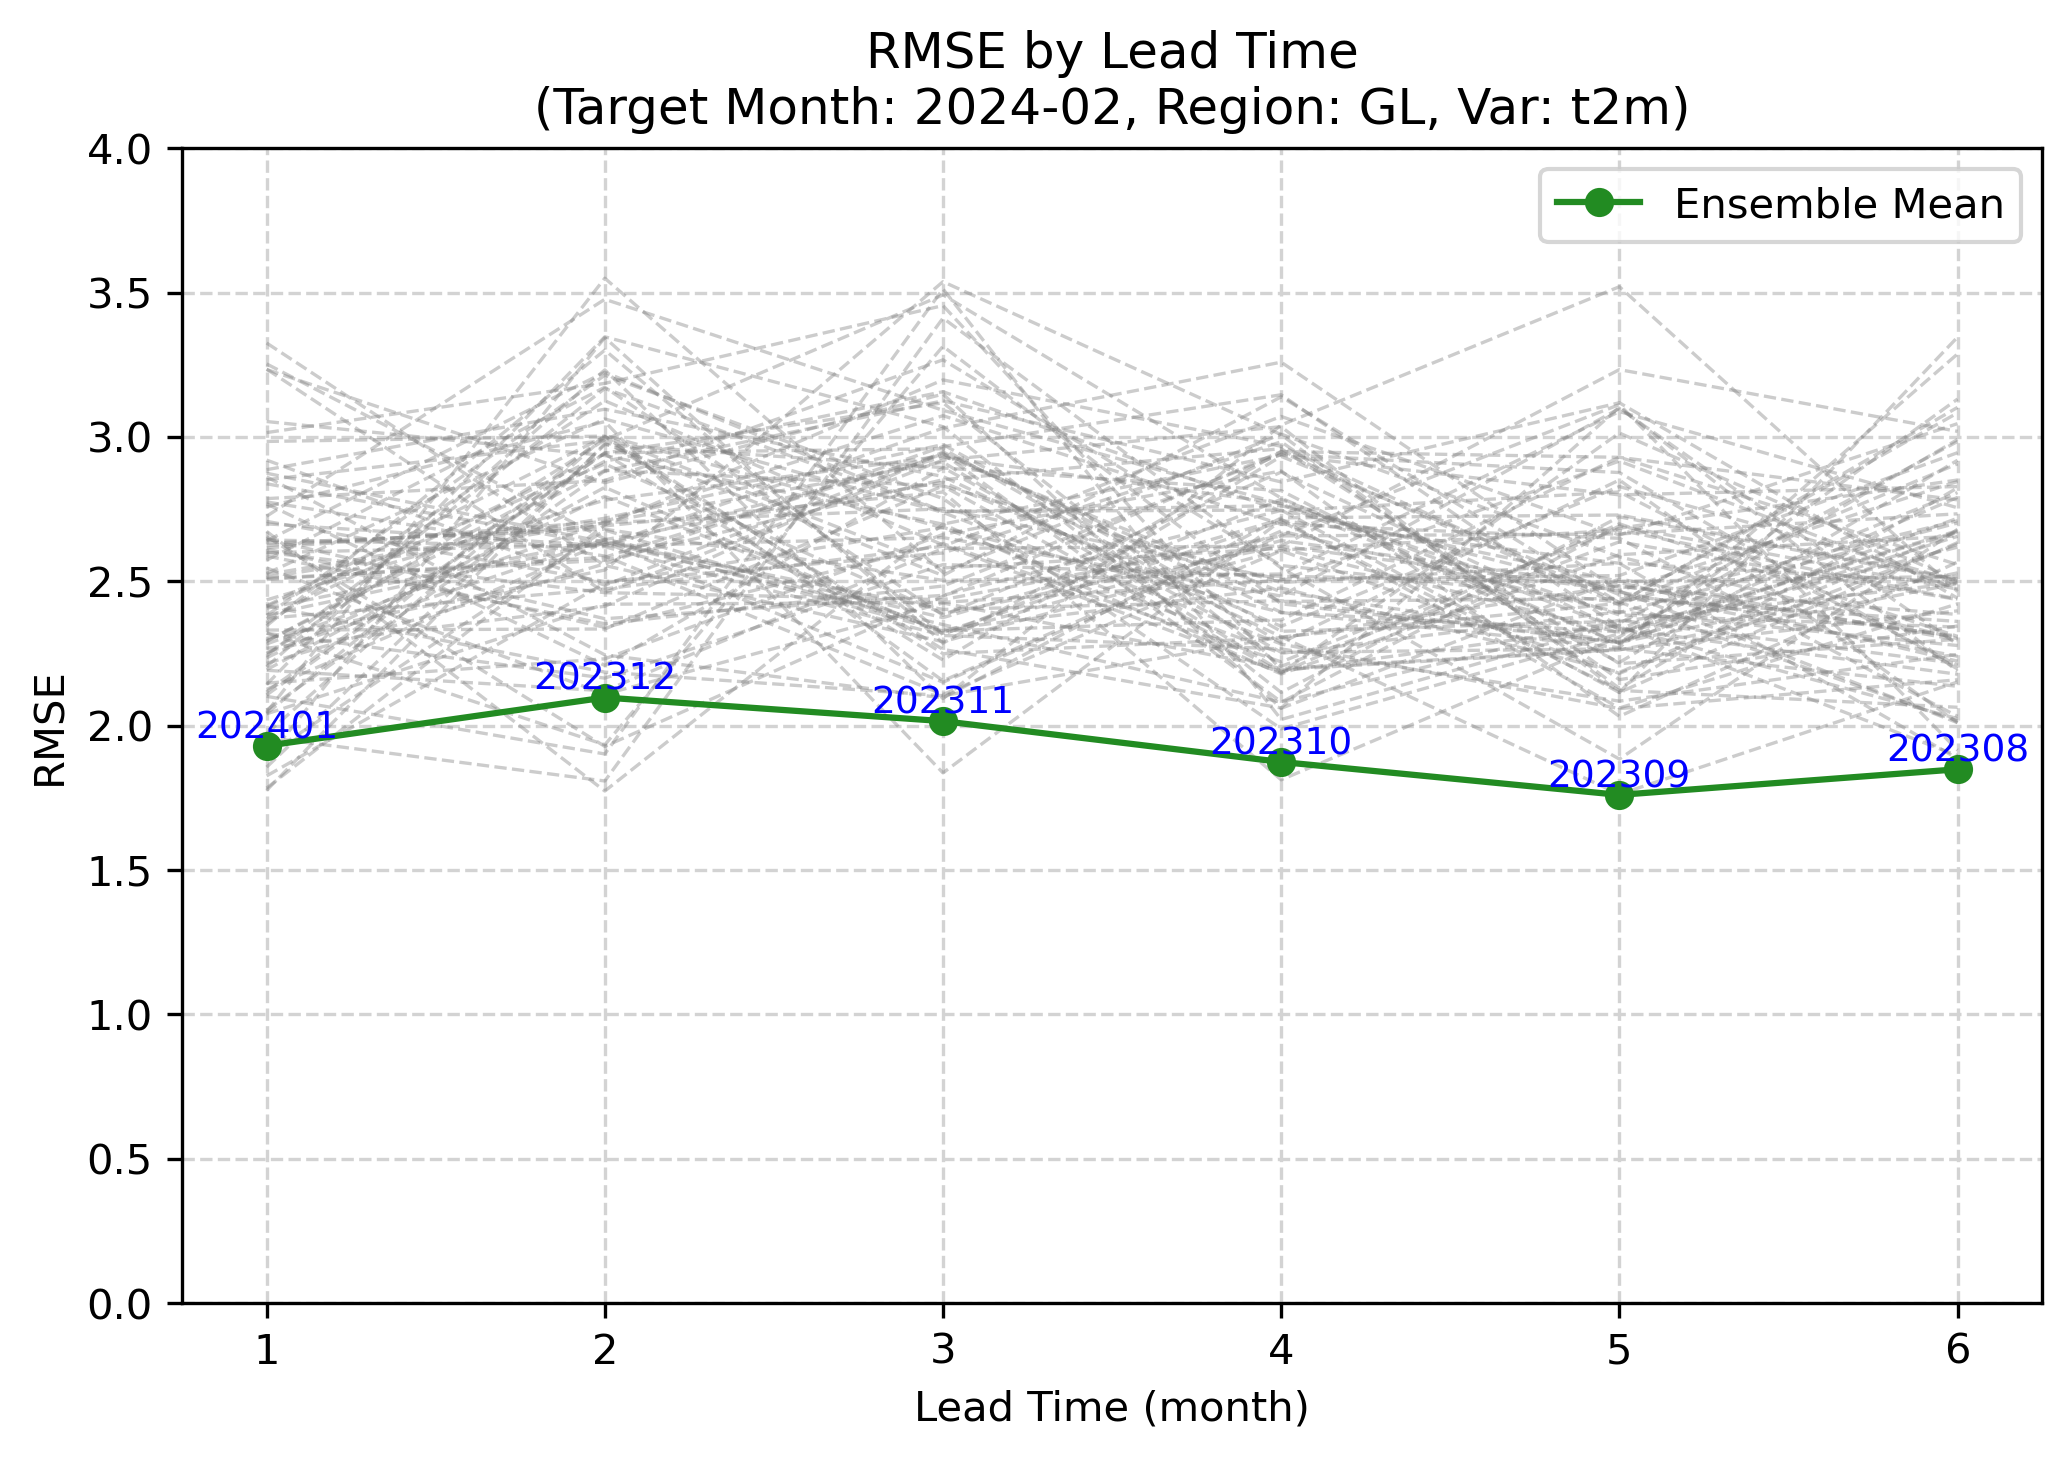 RMSE by Lead Time
(Target Month: 2024-02, Region: GL, Var: t2m)
Ensemble Mean
RMSE
4.0
3.5
3.0
2.5
2.0
1.5
1.0
0.5
0.0
202401
202312
202311
202310
202309
202308
1 2 3 4 5 6
Lead Time (month)